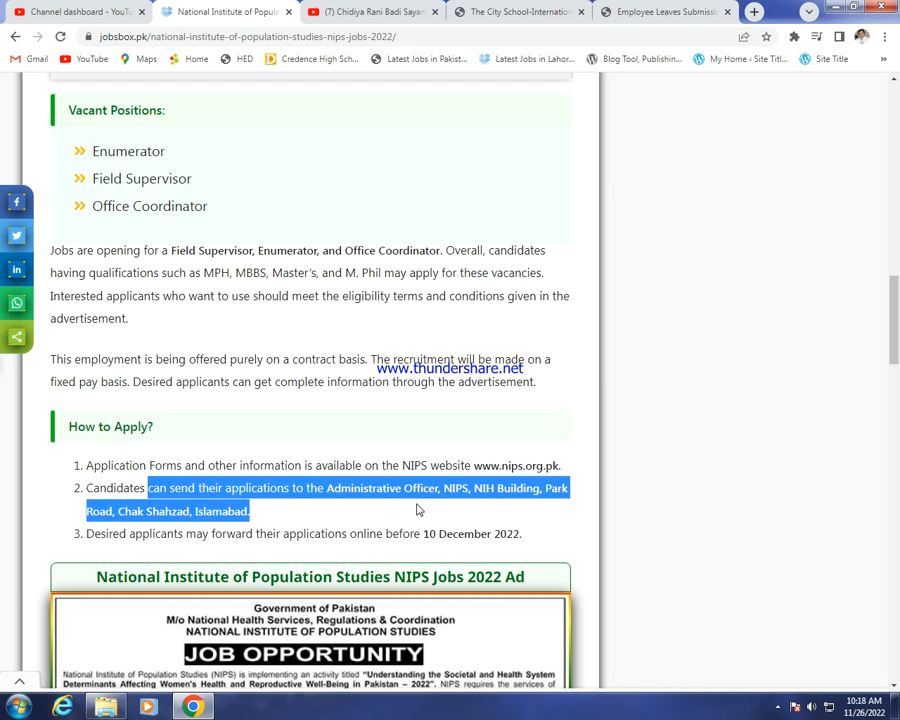 Channel dashboard - YouTu
National Institute of Popula
(7) Chidiya Rani Badi Sayan
The City School-Internation
Employee Leaves Submissi
jobsbox.pk/national-institute-of-population-studies-nips-jobs-2022/
Gmail
YouTube
Maps
Home
HED
Credence High Sch...
Latest Jobs in Pakist...
Latest Jobs in Lahor...
Blog Tool, Publishin...
My Home ‹ Site Titl...
Site Title
»
Vacant Positions:
Enumerator
Field Supervisor
Office Coordinator
Jobs are opening for a Field Supervisor, Enumerator, and Office Coordinator. Overall, candidates
having qualifications such as MPH, MBBS, Master's, and M. Phil may apply for these vacancies.
Interested applicants who want to use should meet the eligibility terms and conditions given in the
advertisement.
This employment is being offered purely on a contract basis. The recruitment will be made on a
www.thundershare.net
fixed pay basis. Desired applicants can get complete information through the advertisement.
How to Apply?
1. Application Forms and other information is available on the NIPS website www.nips.org.pk.
2. Candidates can send their applications to the Administrative Officer, NIPS, NIH Building, Park
Road, Chak Shahzad, Islamabad.
3. Desired applicants may forward their applications online before 10 December 2022.
National Institute of Population Studies NIPS Jobs 2022 Ad
Government of Pakistan
M/o National Health Services, Regulations & Coordination
NATIONAL INSTITUTE OF POPULATION STUDIES
JOB OPPORTUNITY
National Institute of Population Studies (NIPS) is implementing an activity titled "Understanding the Societal and Health System
Determinants Affecting Women's Health and Reproductive Well-Being in Pakistan – 2022". NIPS requires the services of
10:18 AM
11/26/2022